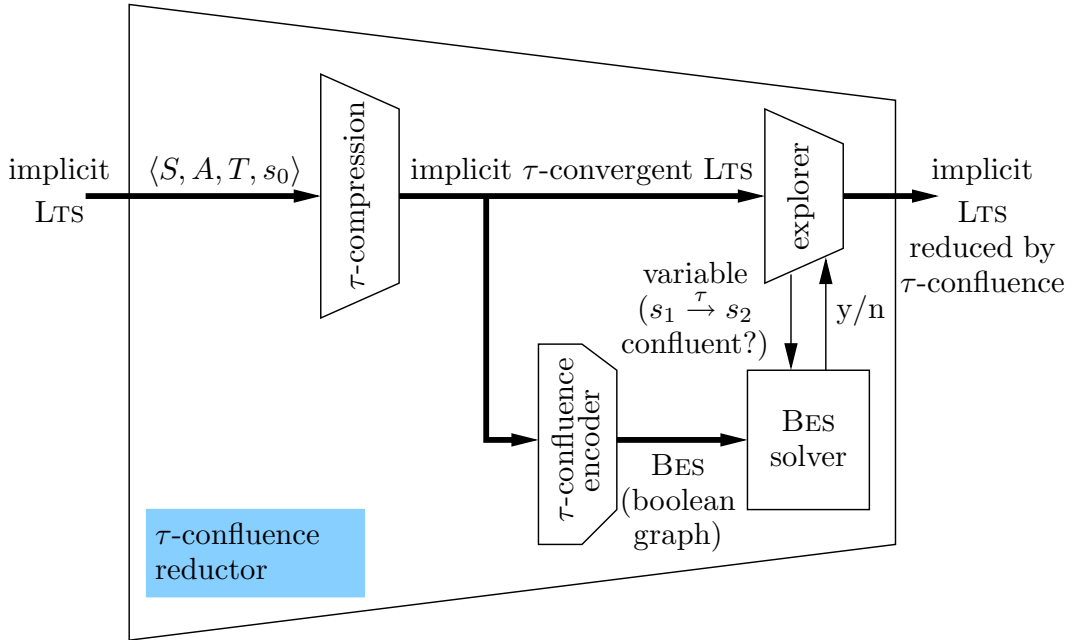 implicit
LTS
⟨S, A, T, s₀⟩
τ-compression
implicit τ-convergent LTS
explorer
implicit
LTS
reduced by
τ-confluence
variable
(s₁ →τ s₂
confluent?)
y/n
τ-confluence
encoder
BES
(boolean
graph)
BES
solver
τ-confluence
reductor